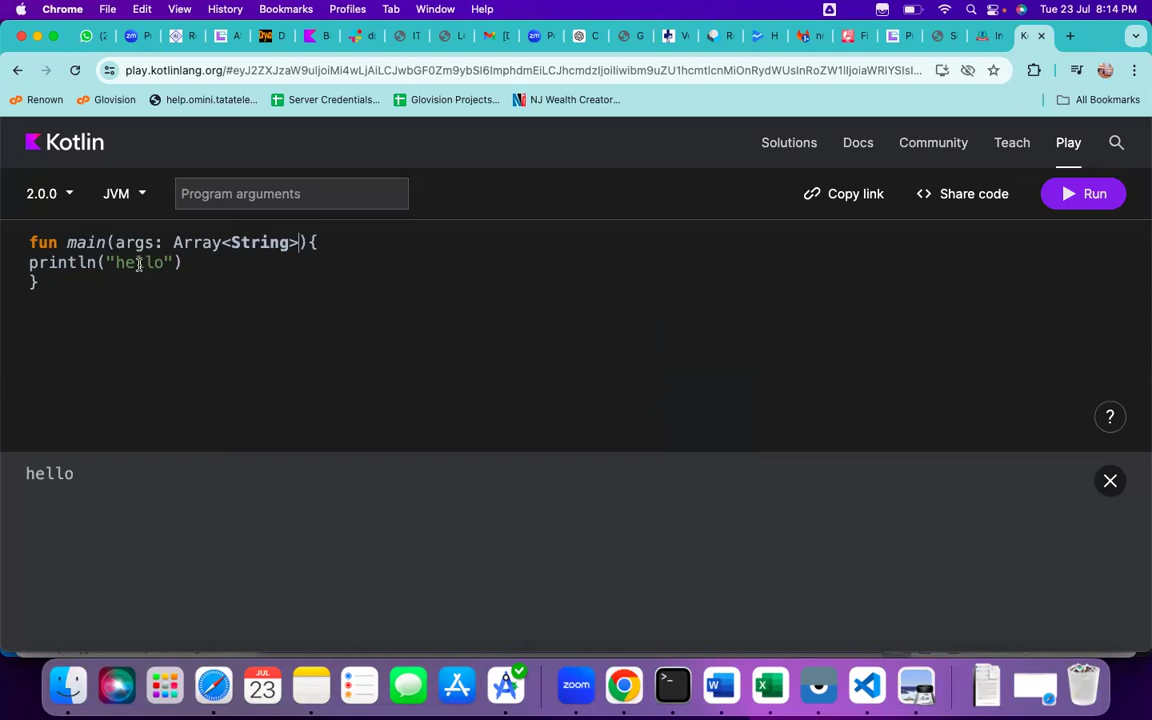 Chrome File Edit View History Bookmarks Profiles Tab Window Help Tue 23 Jul 8:14 PM
play.kotlinlang.org/#eyJ2ZXJzaW9uIjoiMi4wLjAiLCJwbGF0Zm9ybSI6ImphdmEiLCJhcmdzIjoiIiwibm9uZU1hcmtlcnMiOnRydWUsInRoZW1lIjoiaWRlYSIsI...
Renown Glovision help.omini.tatatele... Server Credentials... Glovision Projects... NJ Wealth Creator... All Bookmarks
Kotlin Solutions Docs Community Teach Play
2.0.0 JVM Program arguments Copy link Share code Run
fun main(args: Array<String>){
println("hello")
}
?
hello
JUL
23
zoom